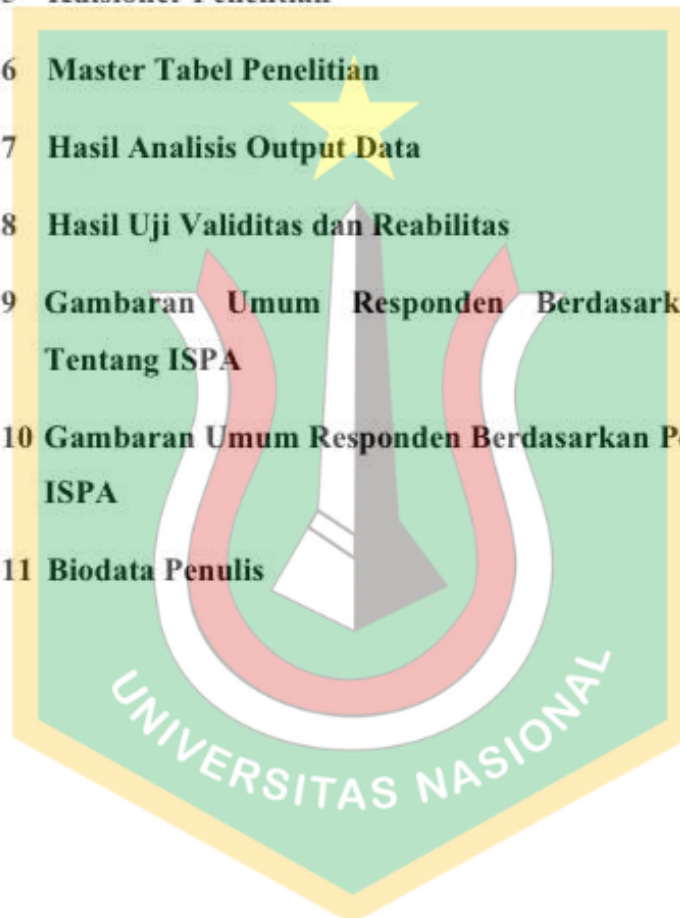 6 Master Tabel Penelitian
7 Hasil Analisis Output Data
8 Hasil Uji Validitas dan Reabilitas
9 Gambaran Umum Responden Berdasark
Tentang ISPA
10 Gambaran Umum Responden Berdasarkan P
ISPA
11 Biodata Penulis
UNIVERSITAS NASIONAL